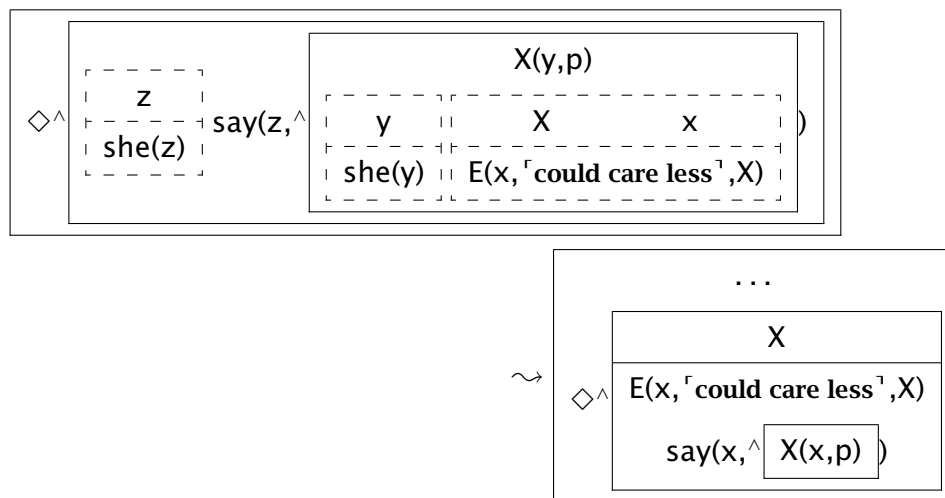 X(y,p)
z
◇^ say(z,^ y X x )
she(z)
she(y) E(x,⌜could care less⌝,X)
. . .
X
⤳ ◇^ E(x,⌜could care less⌝,X)
say(x,^ X(x,p) )